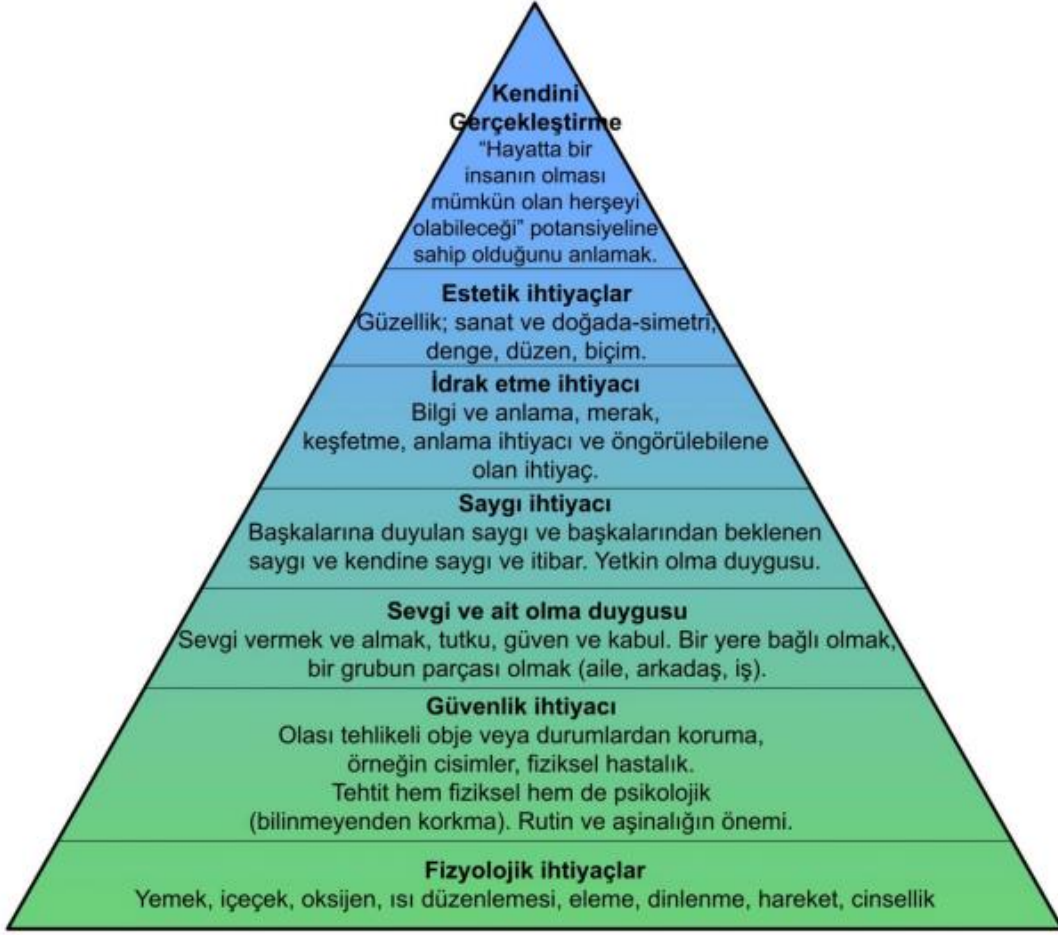 Kendini
Gerçekleştirme
"Hayatta bir
insanın olması
mümkün olan herşeyi
olabileceği" potansiyeline
sahip olduğunu anlamak.
Estetik ihtiyaçlar
Güzellik; sanat ve doğada-simetri,
denge, düzen, biçim.
İdrak etme ihtiyacı
Bilgi ve anlama, merak,
keşfetme, anlama ihtiyacı ve öngörülebilene
olan ihtiyaç.
Saygı ihtiyacı
Başkalarına duyulan saygı ve başkalarından beklenen
saygı ve kendine saygı ve itibar. Yetkin olma duygusu.
Sevgi ve ait olma duygusu
Sevgi vermek ve almak, tutku, güven ve kabul. Bir yere bağlı olmak,
bir grubun parçası olmak (aile, arkadaş, iş).
Güvenlik ihtiyacı
Olası tehlikeli obje veya durumlardan koruma,
örneğin cisimler, fiziksel hastalık.
Tehtit hem fiziksel hem de psikolojik
(bilinmeyenden korkma). Rutin ve aşinalığın önemi.
Fizyolojik ihtiyaçlar
Yemek, içeçek, oksijen, ısı düzenlemesi, eleme, dinlenme, hareket, cinsellik